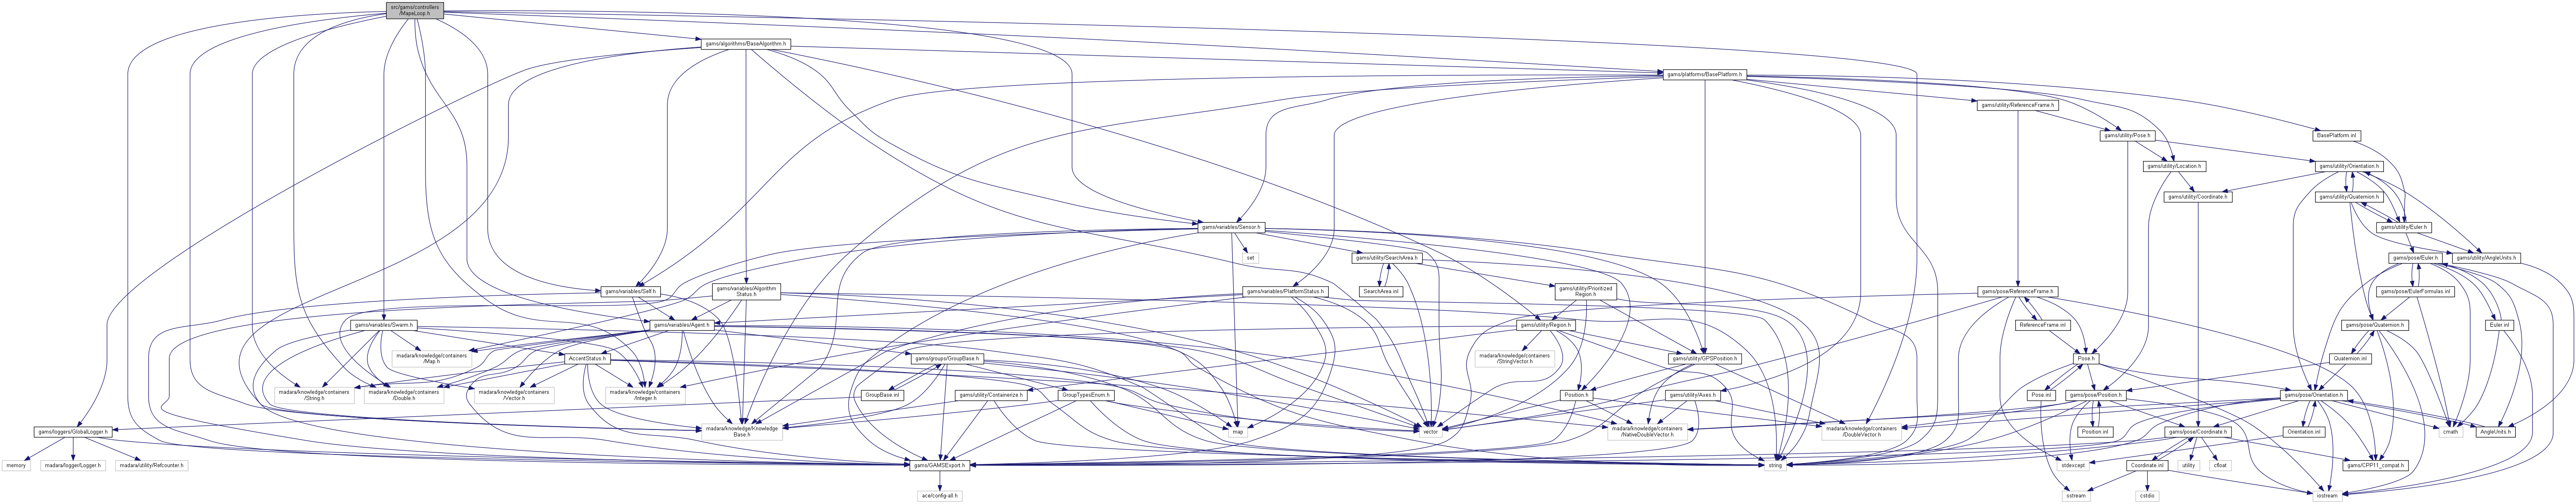 src/gams/controllers
/MapeLoop.h
gams/algorithms/BaseAlgorithm.h
gams/platforms/BasePlatform.h
gams/utility/ReferenceFrame.h
gams/utility/Pose.h
BasePlatform.inl
gams/utility/Location.h
gams/utility/Orientation.h
gams/utility/Coordinate.h
gams/utility/Quaternion.h
gams/utility/Euler.h
gams/variables/Sensor.h
set
gams/utility/SearchArea.h
gams/utility/AngleUnits.h
gams/pose/Euler.h
gams/variables/Self.h
gams/variables/Algorithm
Status.h
gams/variables/PlatformStatus.h
SearchArea.inl
gams/utility/Prioritized
Region.h
gams/pose/ReferenceFrame.h
gams/pose/EulerFormulas.inl
gams/variables/Swarm.h
gams/variables/Agent.h
gams/utility/Region.h
ReferenceFrame.inl
gams/pose/Quaternion.h
Euler.inl
madara/knowledge/containers
/Map.h
AccentStatus.h
gams/groups/GroupBase.h
madara/knowledge/containers
/StringVector.h
gams/utility/GPSPosition.h
Pose.h
Quaternion.inl
madara/knowledge/containers
/String.h
madara/knowledge/containers
/Double.h
madara/knowledge/containers
/Vector.h
madara/knowledge/containers
/Integer.h
GroupBase.inl
gams/utility/Containerize.h
GroupTypesEnum.h
Position.h
gams/utility/Axes.h
Pose.inl
gams/pose/Position.h
gams/pose/Orientation.h
gams/loggers/GlobalLogger.h
madara/knowledge/Knowledge
Base.h
map
vector
madara/knowledge/containers
/NativeDoubleVector.h
madara/knowledge/containers
/DoubleVector.h
Position.inl
gams/pose/Coordinate.h
Orientation.inl
cmath
AngleUnits.h
memory
madara/logger/Logger.h
madara/utility/Refcounter.h
gams/GAMSExport.h
string
stdexcept
Coordinate.inl
utility
cfloat
gams/CPP11_compat.h
ace/config-all.h
sstream
cstdio
iostream